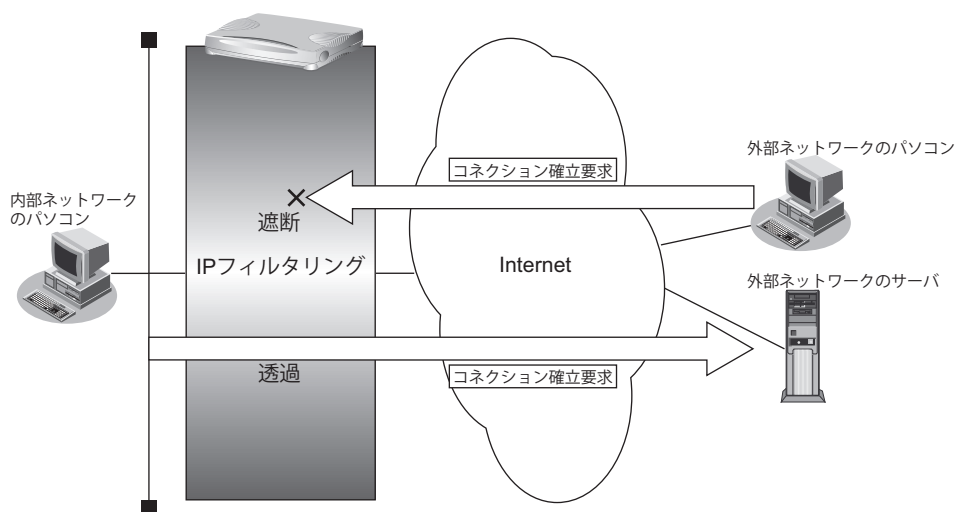 コネクション確立要求
外部ネットワークのパソコン
内部ネットワーク
のパソコン
遮断
IPフィルタリング
Internet
外部ネットワークのサーバ
透過
コネクション確立要求